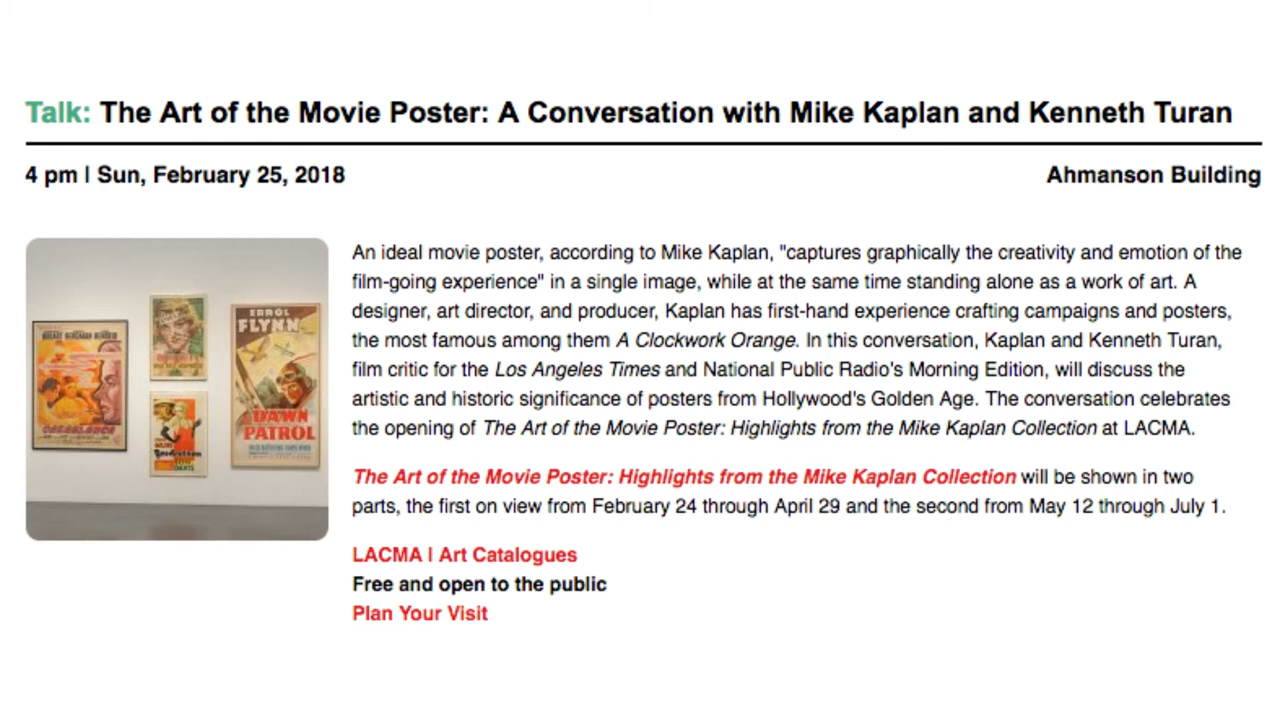 Talk: The Art of the Movie Poster: A Conversation with Mike Kaplan and Kenneth Turan
4 pm | Sun, February 25, 2018
Ahmanson Building
ERROL
FLYNN
DAWN
PATROL
CASABLANCA
An ideal movie poster, according to Mike Kaplan, "captures graphically the creativity and emotion of the
film-going experience" in a single image, while at the same time standing alone as a work of art. A
designer, art director, and producer, Kaplan has first-hand experience crafting campaigns and posters,
the most famous among them A Clockwork Orange. In this conversation, Kaplan and Kenneth Turan,
film critic for the Los Angeles Times and National Public Radio's Morning Edition, will discuss the
artistic and historic significance of posters from Hollywood's Golden Age. The conversation celebrates
the opening of The Art of the Movie Poster: Highlights from the Mike Kaplan Collection at LACMA.
The Art of the Movie Poster: Highlights from the Mike Kaplan Collection will be shown in two
parts, the first on view from February 24 through April 29 and the second from May 12 through July 1.
LACMA | Art Catalogues
Free and open to the public
Plan Your Visit